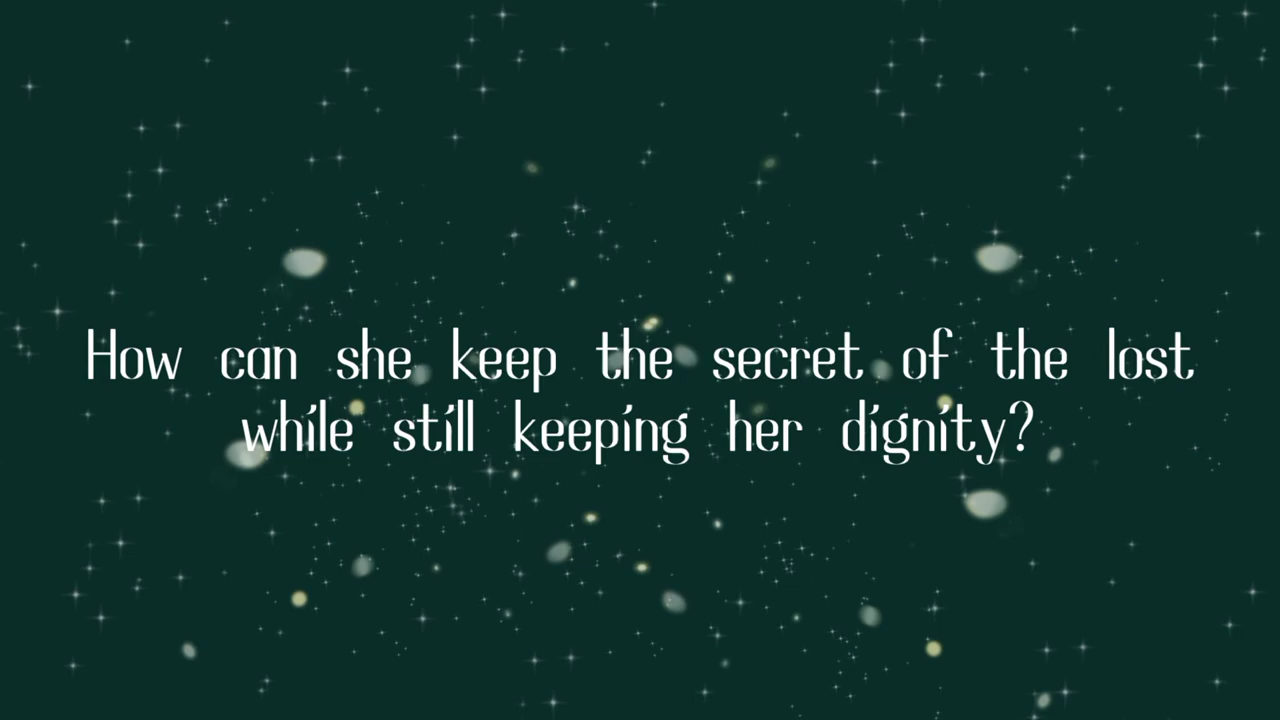 How can she keep the secret of the lost
while still keeping her dignity?